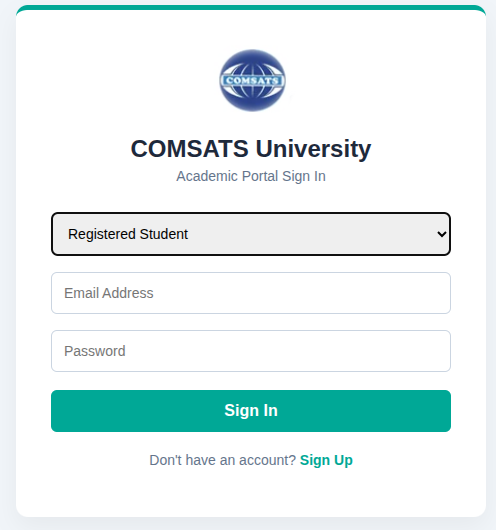 COMSATS
COMSATS University
Academic Portal Sign In
Registered Student
Email Address
Password
Sign In
Don't have an account? Sign Up